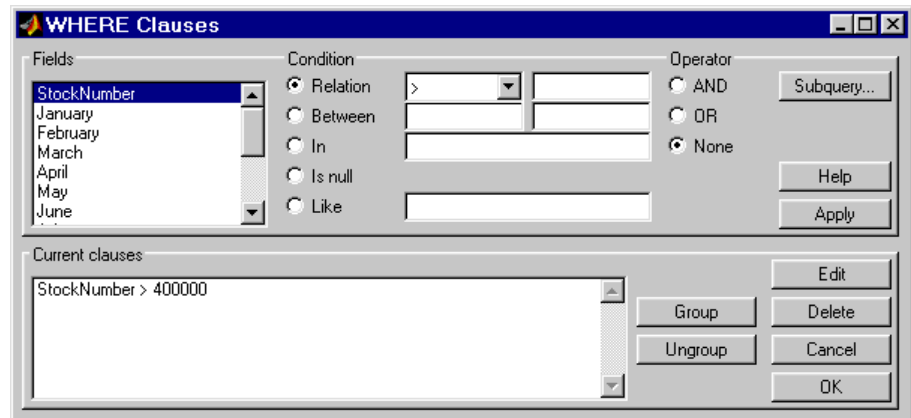 WHERE Clauses
Fields
StockNumber
January
February
March
April
May
June
Condition
Relation >
Between
In
Is null
Like
Operator
AND
OR
None
Subquery...
Help
Apply
Current clauses
StockNumber > 400000
Group
Ungroup
Edit
Delete
Cancel
OK